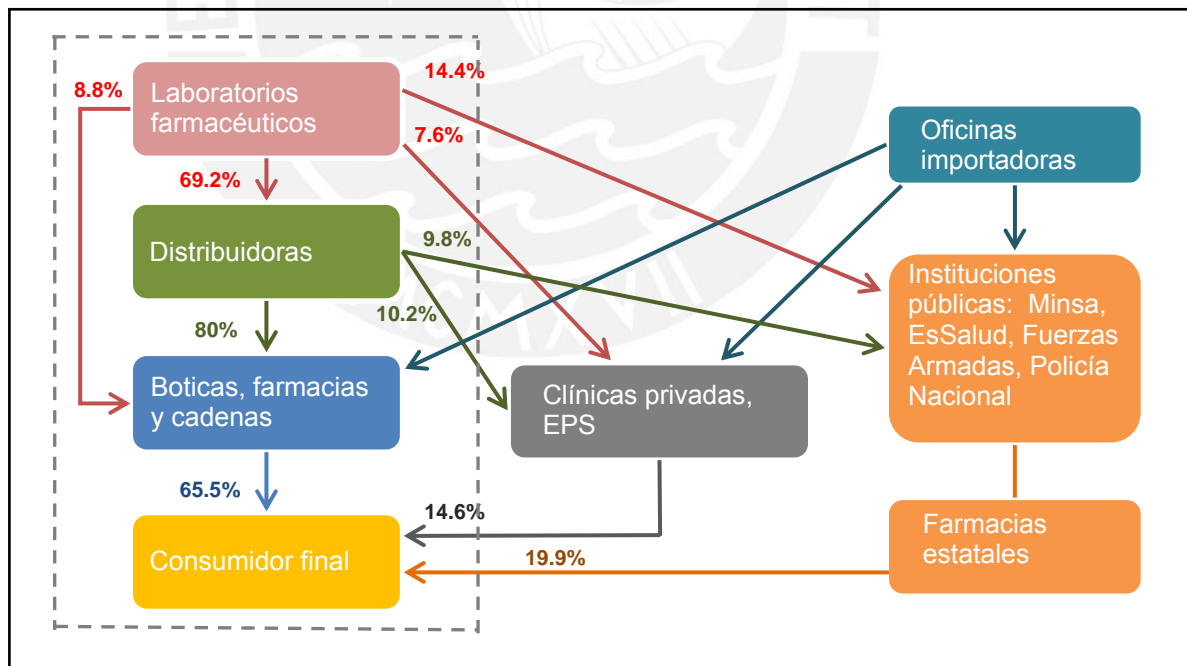 14.4%
8.8%
Laboratorios
farmacéuticos
7.6%
Oficinas
importadoras
69.2%
Distribuidoras
9.8%
Instituciones
públicas: Minsa,
EsSalud, Fuerzas
Armadas, Policía
Nacional
10.2%
80%
Boticas, farmacias
y cadenas
Clínicas privadas,
EPS
65.5%
14.6%
Consumidor final
19.9%
Farmacias
estatales